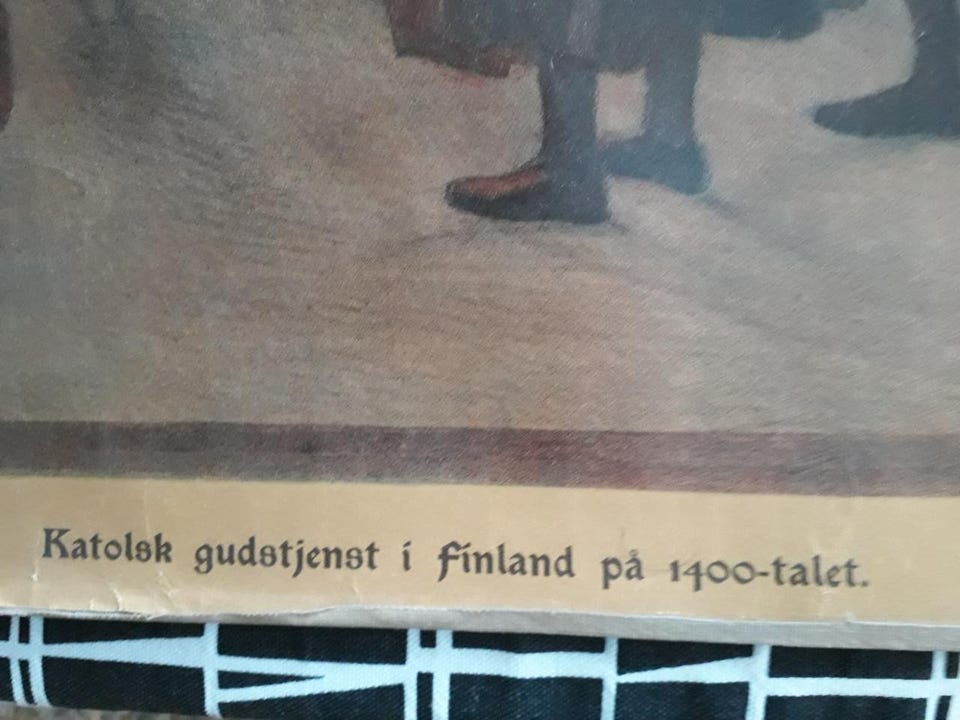 Katolsk gudstjenst i Finland på 1400-talet.